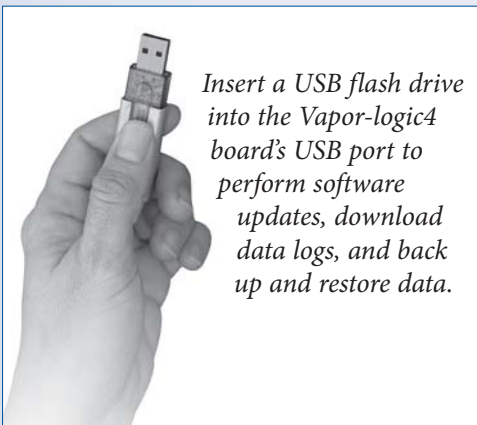 Insert a USB flash drive
into the Vapor-logic4
board's USB port to
perform software
updates, download
data logs, and back
up and restore data.